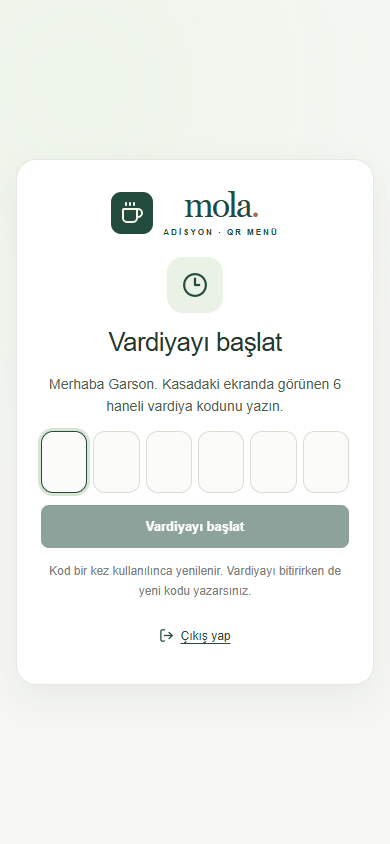 mola.
ADİSYON · QR MENÜ
Vardiyayı başlat
Merhaba Garson. Kasadaki ekranda görünen 6
haneli vardiya kodunu yazın.
Vardiyayı başlat
Kod bir kez kullanılınca yenilenir. Vardiyayı bitirirken de
yeni kodu yazarsınız.
Çıkış yap